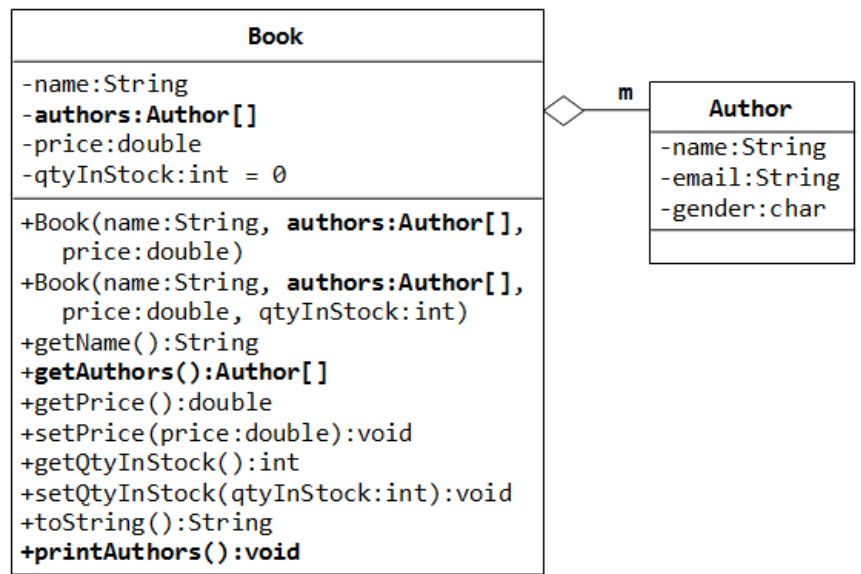 Book
-name:String
-authors:Author[]
-price:double
-qtyInStock:int = 0
+Book(name:String, authors:Author[],
price:double)
+Book(name:String, authors:Author[],
price:double, qtyInStock:int)
+getName():String
+getAuthors():Author[]
+getPrice():double
+setPrice(price:double):void
+getQtyInStock():int
+setQtyInStock(qtyInStock:int):void
+toString():String
+printAuthors():void
m
Author
-name:String
-email:String
-gender:char